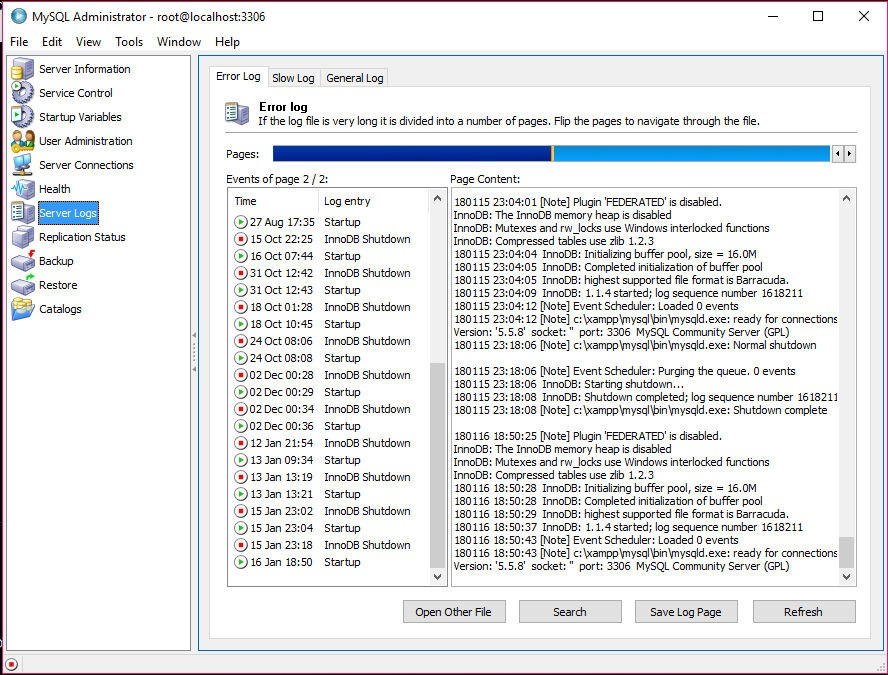 MySQL Administrator - root@localhost:3306
File Edit View Tools Window Help
Server Information
Service Control
Startup Variables
User Administration
Server Connections
Health
Server Logs
Replication Status
Backup
Restore
Catalogs
Error Log Slow Log General Log
Error log
If the log file is very long it is divided into a number of pages. Flip the pages to navigate through the file.
Pages:
Events of page 2 / 2:
Time Log entry
27 Aug 17:35 Startup
15 Oct 22:25 InnoDB Shutdown
16 Oct 07:44 Startup
31 Oct 12:42 InnoDB Shutdown
31 Oct 12:43 Startup
18 Oct 01:28 InnoDB Shutdown
18 Oct 10:45 Startup
24 Oct 08:06 InnoDB Shutdown
24 Oct 08:08 Startup
02 Dec 00:28 InnoDB Shutdown
02 Dec 00:29 Startup
02 Dec 00:34 InnoDB Shutdown
02 Dec 00:36 Startup
12 Jan 21:54 InnoDB Shutdown
13 Jan 09:34 Startup
13 Jan 13:19 InnoDB Shutdown
13 Jan 13:21 Startup
15 Jan 23:02 InnoDB Shutdown
15 Jan 23:04 Startup
15 Jan 23:18 InnoDB Shutdown
16 Jan 18:50 Startup
Page Content:
180115 23:04:01 [Note] Plugin 'FEDERATED' is disabled.
InnoDB: The InnoDB memory heap is disabled
InnoDB: Mutexes and rw_locks use Windows interlocked functions
InnoDB: Compressed tables use zlib 1.2.3
180115 23:04:04 InnoDB: Initializing buffer pool, size = 16.0M
180115 23:04:05 InnoDB: Completed initialization of buffer pool
180115 23:04:05 InnoDB: highest supported file format is Barracuda.
180115 23:04:09 InnoDB: 1.1.4 started; log sequence number 1618211
180115 23:04:12 [Note] Event Scheduler: Loaded 0 events
180115 23:04:12 [Note] c:\xampp\mysql\bin\mysqld.exe: ready for connections
Version: '5.5.8' socket: '' port: 3306 MySQL Community Server (GPL)
180115 23:18:06 [Note] c:\xampp\mysql\bin\mysqld.exe: Normal shutdown
180115 23:18:06 [Note] Event Scheduler: Purging the queue. 0 events
180115 23:18:06 InnoDB: Starting shutdown...
180115 23:18:08 InnoDB: Shutdown completed; log sequence number 1618211
180115 23:18:08 [Note] c:\xampp\mysql\bin\mysqld.exe: Shutdown complete
180116 18:50:25 [Note] Plugin 'FEDERATED' is disabled.
InnoDB: The InnoDB memory heap is disabled
InnoDB: Mutexes and rw_locks use Windows interlocked functions
InnoDB: Compressed tables use zlib 1.2.3
180116 18:50:28 InnoDB: Initializing buffer pool, size = 16.0M
180116 18:50:28 InnoDB: Completed initialization of buffer pool
180116 18:50:29 InnoDB: highest supported file format is Barracuda.
180116 18:50:37 InnoDB: 1.1.4 started; log sequence number 1618211
180116 18:50:43 [Note] Event Scheduler: Loaded 0 events
180116 18:50:43 [Note] c:\xampp\mysql\bin\mysqld.exe: ready for connections
Version: '5.5.8' socket: '' port: 3306 MySQL Community Server (GPL)
Open Other File Search Save Log Page Refresh